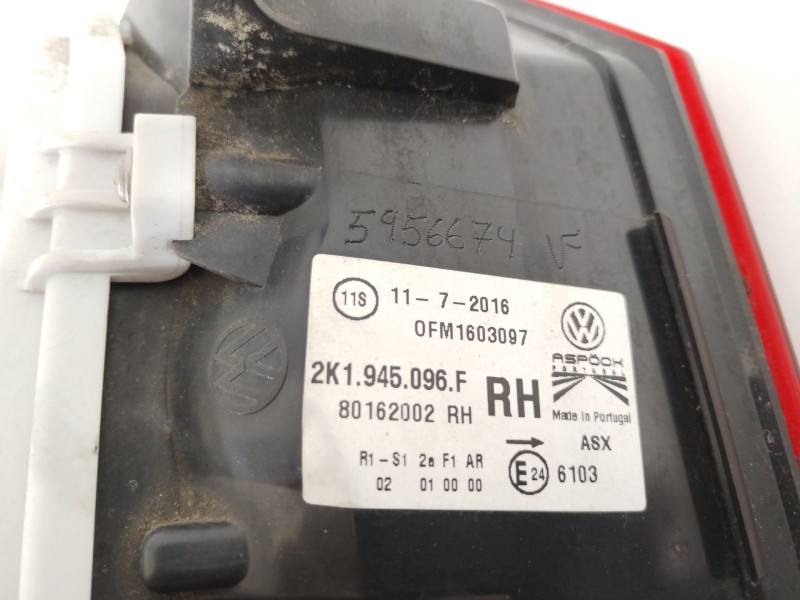 5956674 V
11S 11-7-2016
0FM1603097
2K1.945.096.F RH
80162002 RH
ASPÖCK
PORTUGAL
Made in Portugal
R1-S1 2a F1 AR
02 01 00 00
ASX
E24 6103